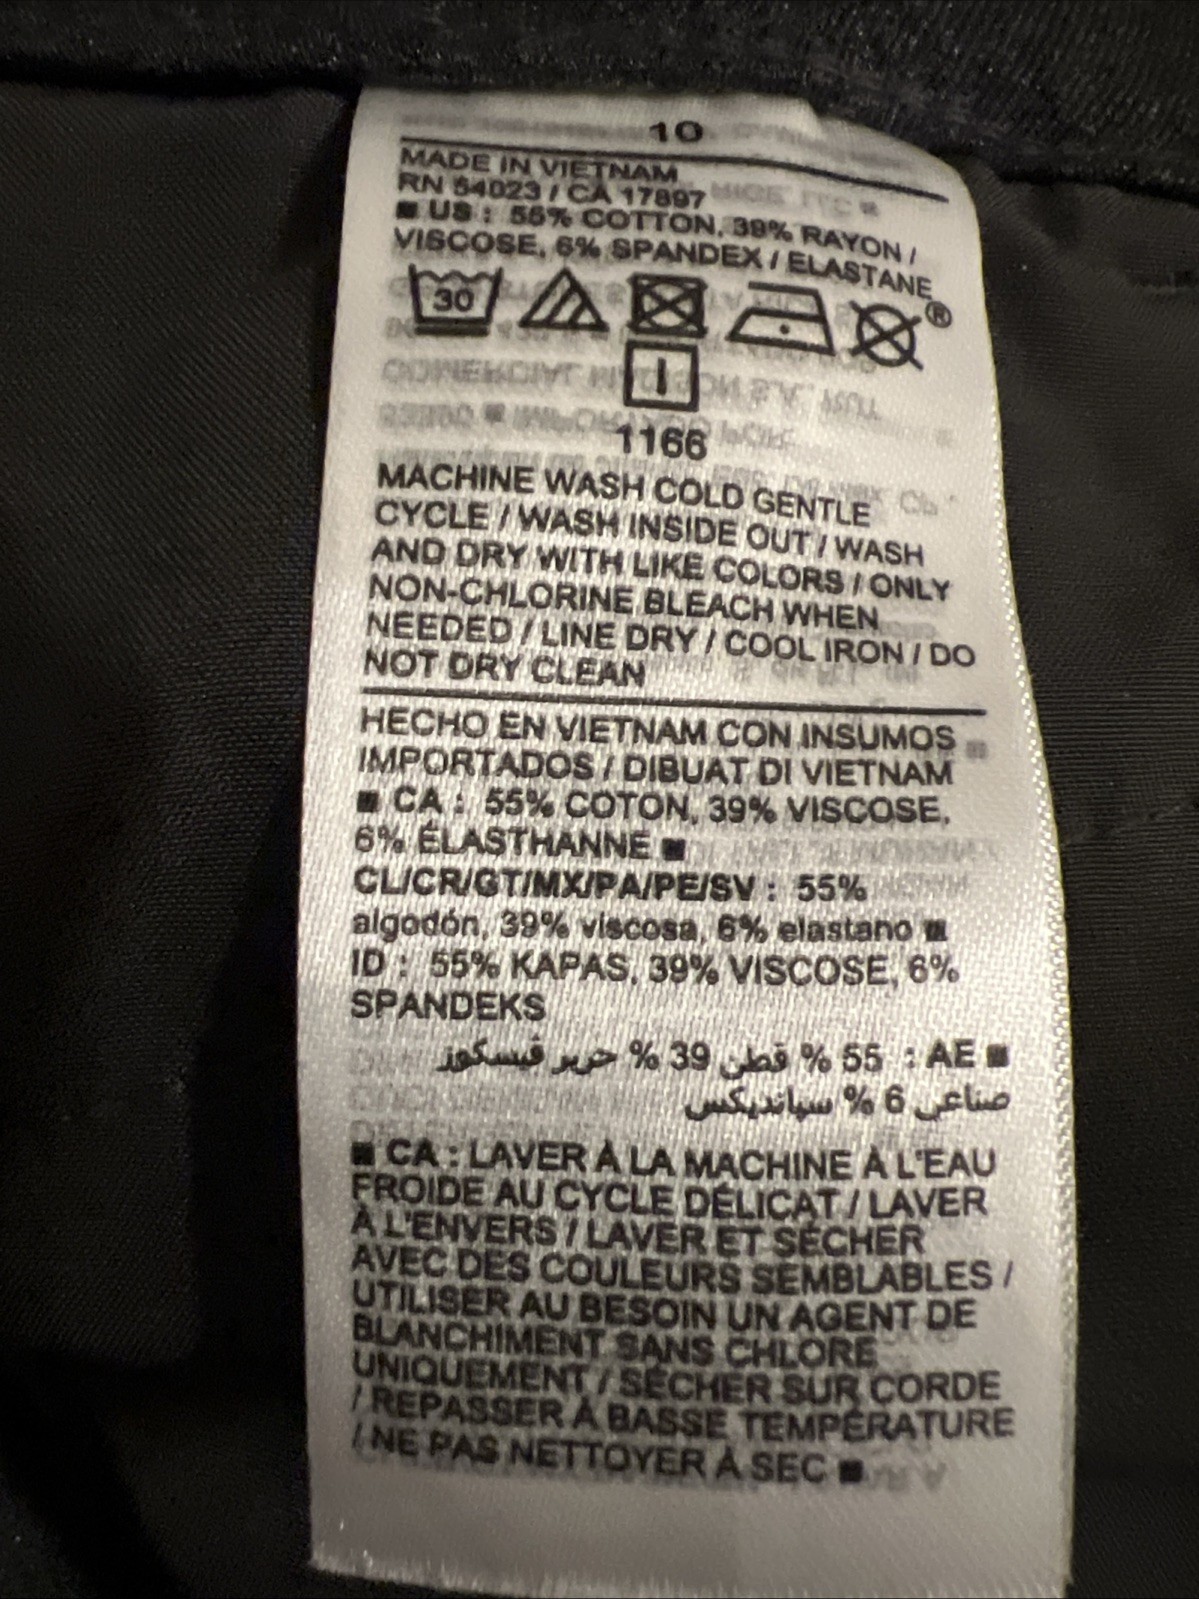 10
MADE IN VIETNAM
RN 54023 / CA 17897
■ US : 55% COTTON, 39% RAYON /
VISCOSE, 6% SPANDEX / ELASTANE
30
®
1166
MACHINE WASH COLD GENTLE
CYCLE / WASH INSIDE OUT / WASH
AND DRY WITH LIKE COLORS / ONLY
NON-CHLORINE BLEACH WHEN
NEEDED / LINE DRY / COOL IRON / DO
NOT DRY CLEAN
HECHO EN VIETNAM CON INSUMOS
IMPORTADOS / DIBUAT DI VIETNAM
■ CA : 55% COTON, 39% VISCOSE,
6% ÉLASTHANNE ■
CL/CR/GT/MX/PA/PE/SV : 55%
algodón, 39% viscosa, 6% elastano ■
ID : 55% KAPAS, 39% VISCOSE, 6%
SPANDEKS
■ AE : 55 % قطن 39 % حرير ڤيسكوز
صناعي 6 % سپانديكس
■ CA : LAVER À LA MACHINE À L'EAU
FROIDE AU CYCLE DÉLICAT / LAVER
À L'ENVERS / LAVER ET SÉCHER
AVEC DES COULEURS SEMBLABLES /
UTILISER AU BESOIN UN AGENT DE
BLANCHIMENT SANS CHLORE
UNIQUEMENT / SÉCHER SUR CORDE
/ REPASSER À BASSE TEMPÉRATURE
/ NE PAS NETTOYER À SEC ■